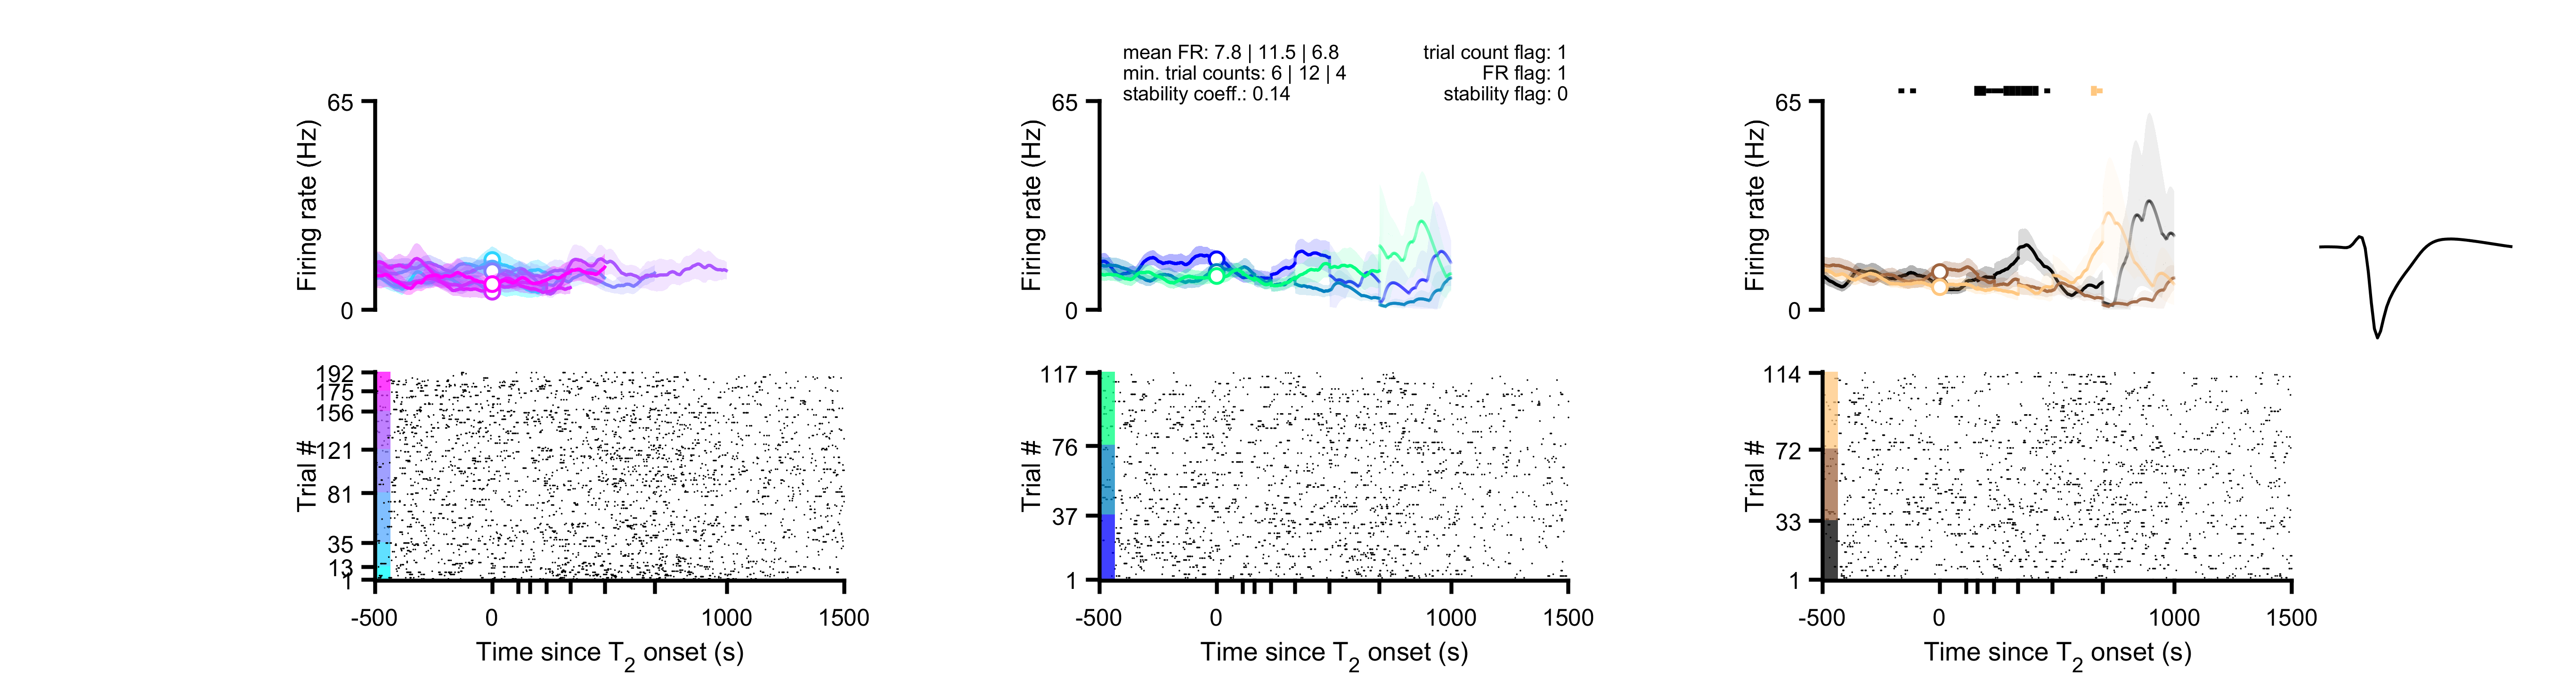 mean FR: 7.8 | 11.5 | 6.8
min. trial counts: 6 | 12 | 4
stability coeff.: 0.14
trial count flag: 1
FR flag: 1
stability flag: 0
65
Firing rate (Hz)
0
192
175
156
121
81
35
13
1
Trial #
-500
0
1000
1500
Time since T2 onset (s)
65
Firing rate (Hz)
0
117
76
37
1
Trial #
-500
0
1000
1500
Time since T2 onset (s)
65
Firing rate (Hz)
0
114
72
33
1
Trial #
-500
0
1000
1500
Time since T2 onset (s)